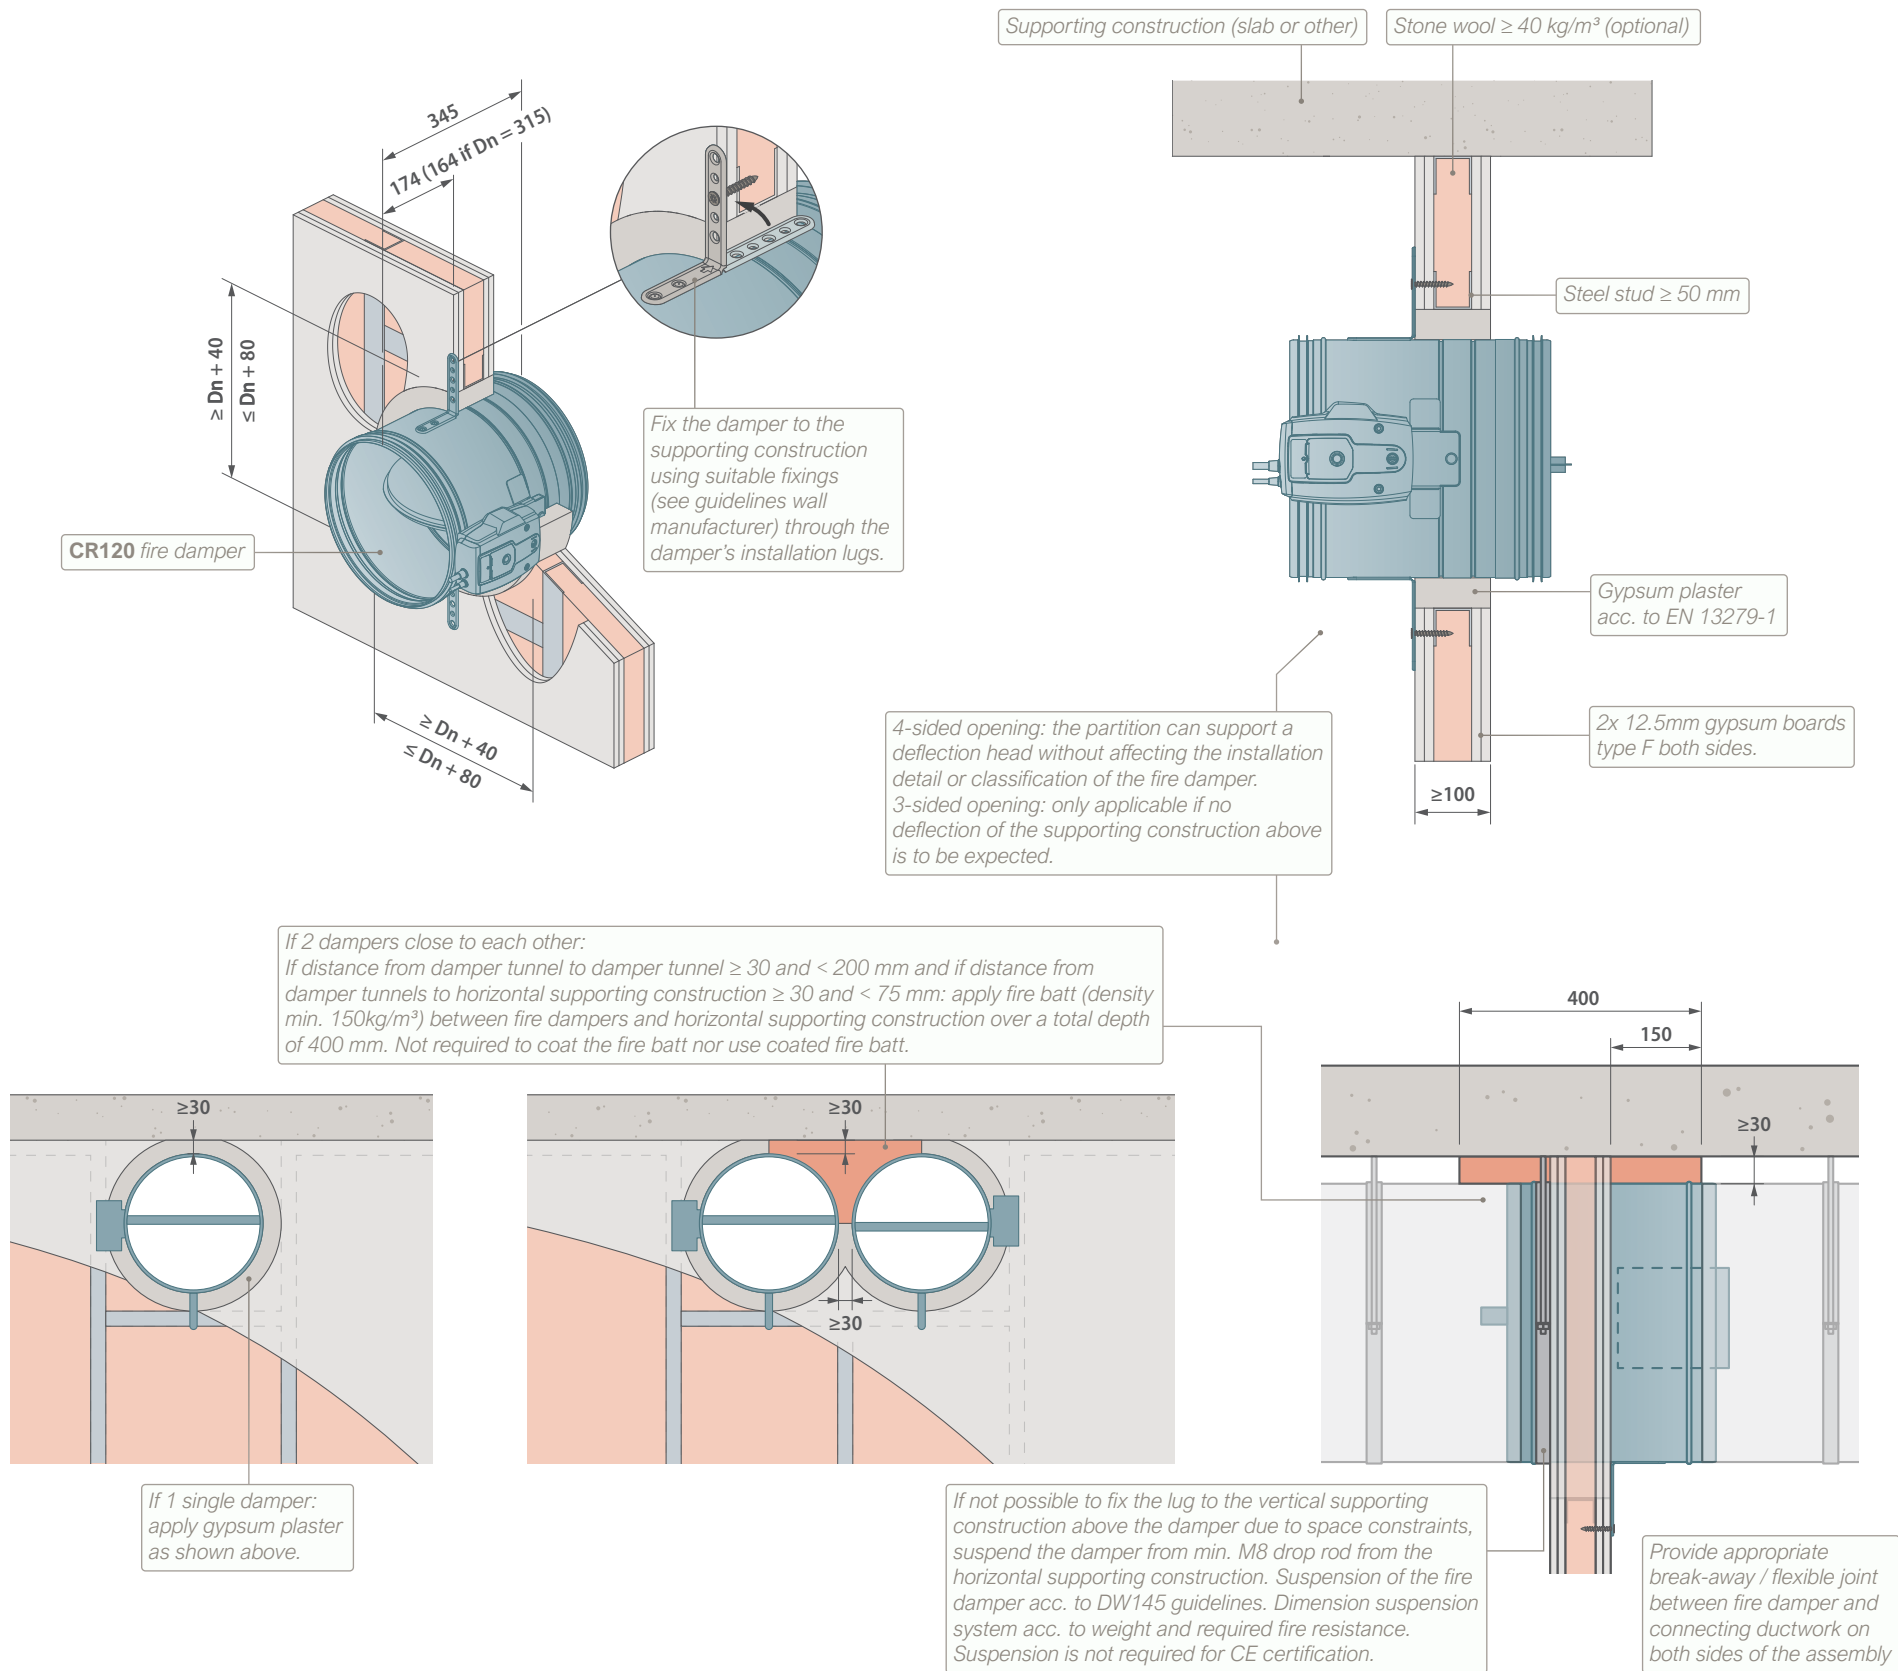 Supporting construction (slab or other)
Stone wool ≥ 40 kg/m³ (optional)
345
174 (164 if Dn = 315)
≥ Dn + 40
≤ Dn + 80
Steel stud ≥ 50 mm
Fix the damper to the
supporting construction
using suitable fixings
(see guidelines wall
manufacturer) through the
damper's installation lugs.
CR120 fire damper
Gypsum plaster
acc. to EN 13279-1
≥ Dn + 40
≤ Dn + 80
4-sided opening: the partition can support a
deflection head without affecting the installation
detail or classification of the fire damper.
3-sided opening: only applicable if no
deflection of the supporting construction above
is to be expected.
2x 12.5mm gypsum boards
type F both sides.
≥100
If 2 dampers close to each other:
If distance from damper tunnel to damper tunnel ≥ 30 and < 200 mm and if distance from
damper tunnels to horizontal supporting construction ≥ 30 and < 75 mm: apply fire batt (density
min. 150kg/m³) between fire dampers and horizontal supporting construction over a total depth
of 400 mm. Not required to coat the fire batt nor use coated fire batt.
400
150
≥30
≥30
≥30
≥30
If 1 single damper:
apply gypsum plaster
as shown above.
If not possible to fix the lug to the vertical supporting
construction above the damper due to space constraints,
suspend the damper from min. M8 drop rod from the
horizontal supporting construction. Suspension of the fire
damper acc. to DW145 guidelines. Dimension suspension
system acc. to weight and required fire resistance.
Suspension is not required for CE certification.
Provide appropriate
break-away / flexible joint
between fire damper and
connecting ductwork on
both sides of the assembly